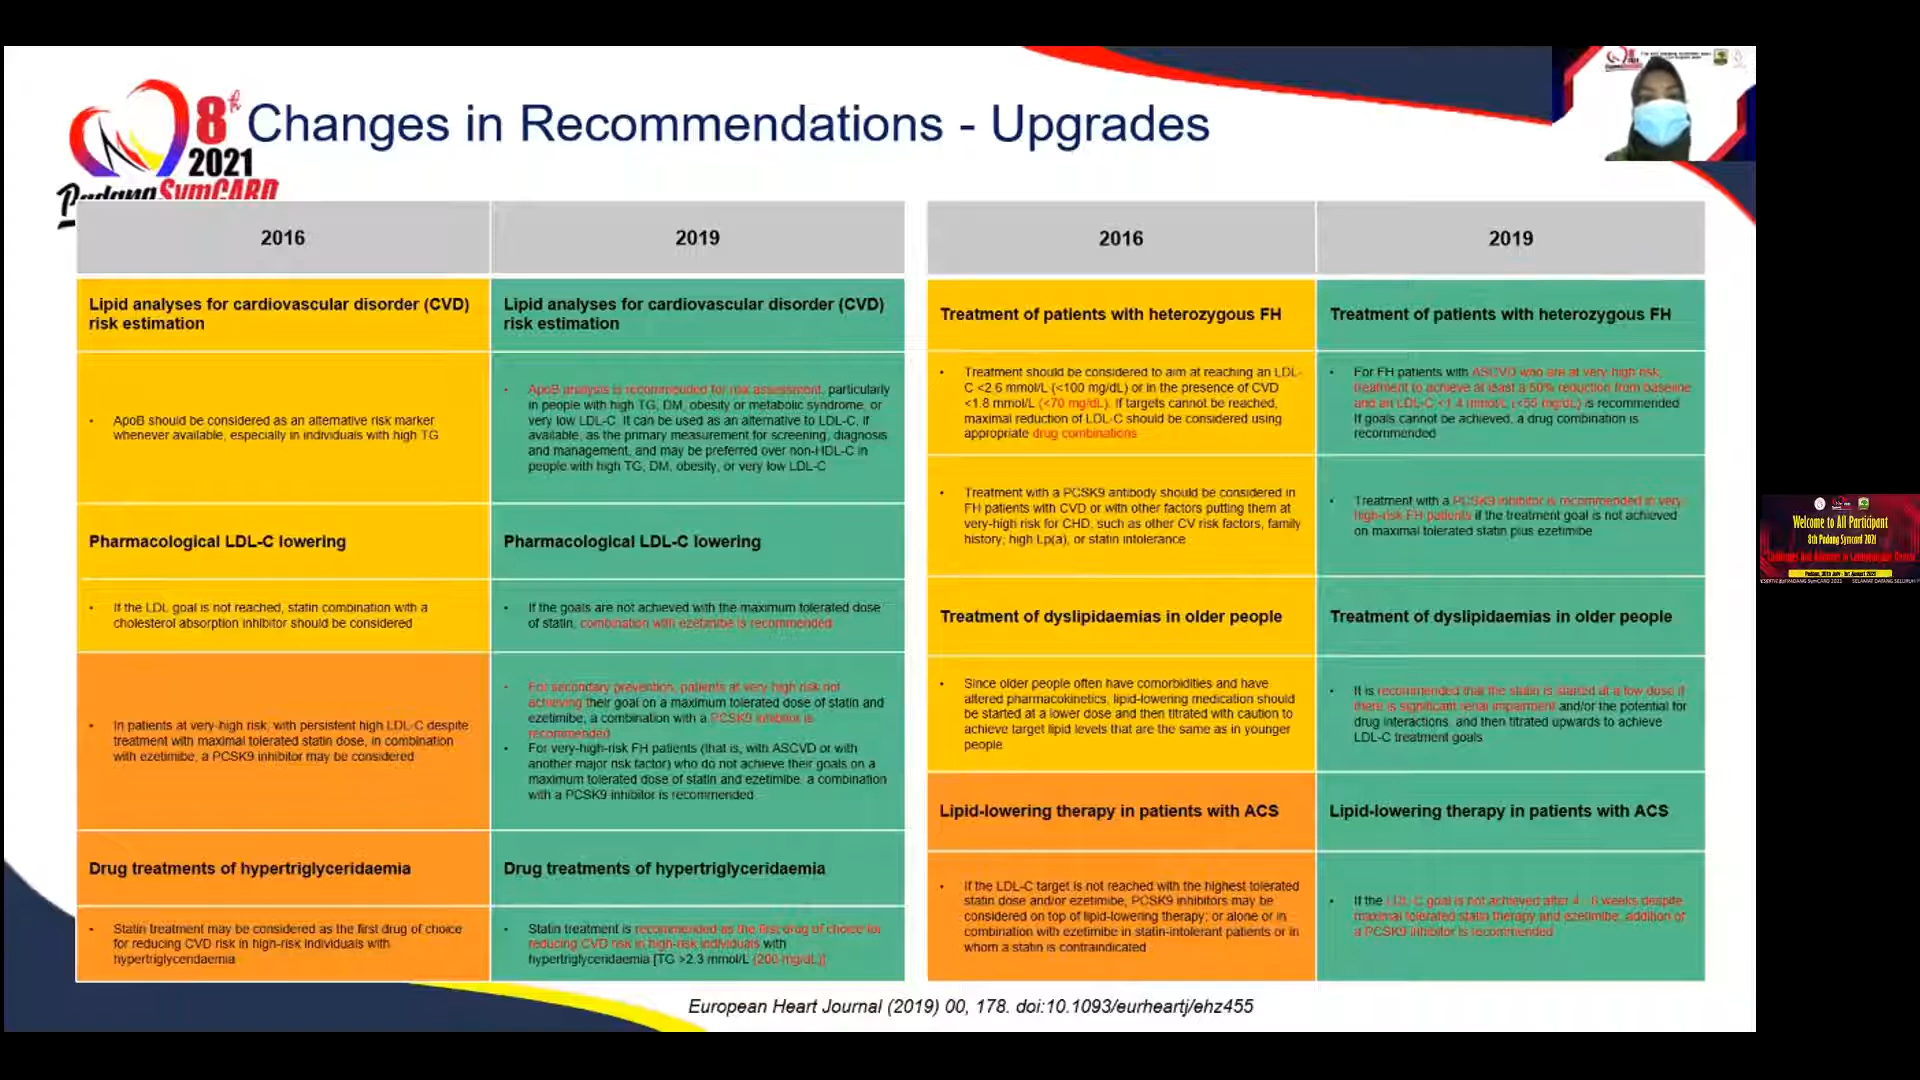 8th
2021
Padang SymCARD
Changes in Recommendations - Upgrades
2016
2019
Lipid analyses for cardiovascular disorder (CVD)
risk estimation
Lipid analyses for cardiovascular disorder (CVD)
risk estimation
• ApoB should be considered as an alternative risk marker
whenever available, especially in individuals with high TG
• ApoB analysis is recommended for risk assessment, particularly
in people with high TG, DM, obesity or metabolic syndrome, or
very low LDL-C. It can be used as an alternative to LDL-C, if
available, as the primary measurement for screening, diagnosis
and management, and may be preferred over non-HDL-C in
people with high TG, DM, obesity, or very low LDL-C
Pharmacological LDL-C lowering
Pharmacological LDL-C lowering
• If the LDL goal is not reached, statin combination with a
cholesterol absorption inhibitor should be considered
• If the goals are not achieved with the maximum tolerated dose
of statin, combination with ezetimibe is recommended
• In patients at very-high risk, with persistent high LDL-C despite
treatment with maximal tolerated statin dose, in combination
with ezetimibe, a PCSK9 inhibitor may be considered
• For secondary prevention, patients at very high risk not
achieving their goal on a maximum tolerated dose of statin and
ezetimibe, a combination with a PCSK9 inhibitor is
recommended
• For very-high-risk FH patients (that is, with ASCVD or with
another major risk factor) who do not achieve their goals on a
maximum tolerated dose of statin and ezetimibe, a combination
with a PCSK9 inhibitor is recommended
Drug treatments of hypertriglyceridaemia
Drug treatments of hypertriglyceridaemia
• Statin treatment may be considered as the first drug of choice
for reducing CVD risk in high-risk individuals with
hypertriglyceridaemia
• Statin treatment is recommended as the first drug of choice for
reducing CVD risk in high-risk individuals with
hypertriglyceridaemia [TG >2.3 mmol/L (200 mg/dL)]
2016
2019
Treatment of patients with heterozygous FH
Treatment of patients with heterozygous FH
• Treatment should be considered to aim at reaching an LDL-
C <2.6 mmol/L (<100 mg/dL) or in the presence of CVD
<1.8 mmol/L (<70 mg/dL). If targets cannot be reached,
maximal reduction of LDL-C should be considered using
appropriate drug combinations
• For FH patients with ASCVD who are at very-high risk,
treatment to achieve at least a 50% reduction from baseline
and an LDL-C <1.4 mmol/L (<55 mg/dL) is recommended
If goals cannot be achieved, a drug combination is
recommended
• Treatment with a PCSK9 antibody should be considered in
FH patients with CVD or with other factors putting them at
very-high risk for CHD, such as other CV risk factors, family
history, high Lp(a), or statin intolerance
• Treatment with a PCSK9 inhibitor is recommended in very-
high-risk FH patients if the treatment goal is not achieved
on maximal tolerated statin plus ezetimibe
Treatment of dyslipidaemias in older people
Treatment of dyslipidaemias in older people
• Since older people often have comorbidities and have
altered pharmacokinetics, lipid-lowering medication should
be started at a lower dose and then titrated with caution to
achieve target lipid levels that are the same as in younger
people
• It is recommended that the statin is started at a low dose if
there is significant renal impairment and/or the potential for
drug interactions, and then titrated upwards to achieve
LDL-C treatment goals
Lipid-lowering therapy in patients with ACS
Lipid-lowering therapy in patients with ACS
• If the LDL-C target is not reached with the highest tolerated
statin dose and/or ezetimibe, PCSK9 inhibitors may be
considered on top of lipid-lowering therapy; or alone or in
combination with ezetimibe in statin-intolerant patients or in
whom a statin is contraindicated
• If the LDL-C goal is not achieved after 4 - 6 weeks despite
maximal tolerated statin therapy and ezetimibe, addition of
a PCSK9 inhibitor is recommended
European Heart Journal (2019) 00, 178. doi:10.1093/eurheartj/ehz455
Welcome to All Participant
8th Padang Symcard 2021